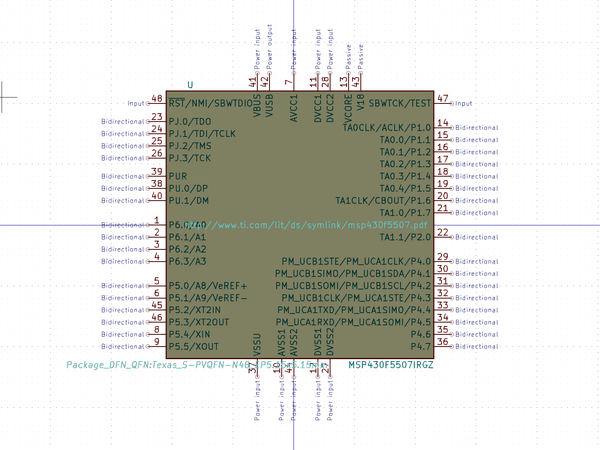 Power input
Power output
Power input
Power input
Power input
Passive
Passive
41
42
7
11
28
13
43
U
VBUS
VUSB
AVCC1
DVCC1
DVCC2
VCORE
V18
Input 48 RST/NMI/SBWTDIO
SBWTCK/TEST 47 Input
Bidirectional 23 PJ.0/TDO
TA0CLK/ACLK/P1.0 14 Bidirectional
Bidirectional 24 PJ.1/TDI/TCLK
TA0.0/P1.1 15 Bidirectional
Bidirectional 25 PJ.2/TMS
TA0.1/P1.2 16 Bidirectional
Bidirectional 26 PJ.3/TCK
TA0.2/P1.3 17 Bidirectional
Bidirectional 39 PUR
TA0.3/P1.4 18 Bidirectional
Bidirectional 38 PU.0/DP
TA0.4/P1.5 19 Bidirectional
Bidirectional 40 PU.1/DM
TA1CLK/CBOUT/P1.6 20 Bidirectional
TA1.0/P1.7 21 Bidirectional
Bidirectional 1 P6.0/A0
http://www.ti.com/lit/ds/symlink/msp430f5507.pdf
Bidirectional 2 P6.1/A1
TA1.1/P2.0 22 Bidirectional
Bidirectional 3 P6.2/A2
Bidirectional 4 P6.3/A3
PM_UCB1STE/PM_UCA1CLK/P4.0 29 Bidirectional
PM_UCB1SIMO/PM_UCB1SDA/P4.1 30 Bidirectional
Bidirectional 5 P5.0/A8/VeREF+
PM_UCB1SOMI/PM_UCB1SCL/P4.2 31 Bidirectional
Bidirectional 6 P5.1/A9/VeREF-
PM_UCB1CLK/PM_UCA1STE/P4.3 32 Bidirectional
Bidirectional 45 P5.2/XT2IN
PM_UCA1TXD/PM_UCA1SIMO/P4.4 33 Bidirectional
Bidirectional 46 P5.3/XT2OUT
PM_UCA1RXD/PM_UCA1SOMI/P4.5 34 Bidirectional
Bidirectional 8 P5.4/XIN
P4.6 35 Bidirectional
Bidirectional 9 P5.5/XOUT
P4.7 36 Bidirectional
VSSU
AVSS1
AVSS2
DVSS1
DVSS2
Package_DFN_QFN:Texas_S-PVQFN-N48
MSP430F5507IRGZ
37
10
44
12
27
Power input
Power input
Power input
Power input
Power input